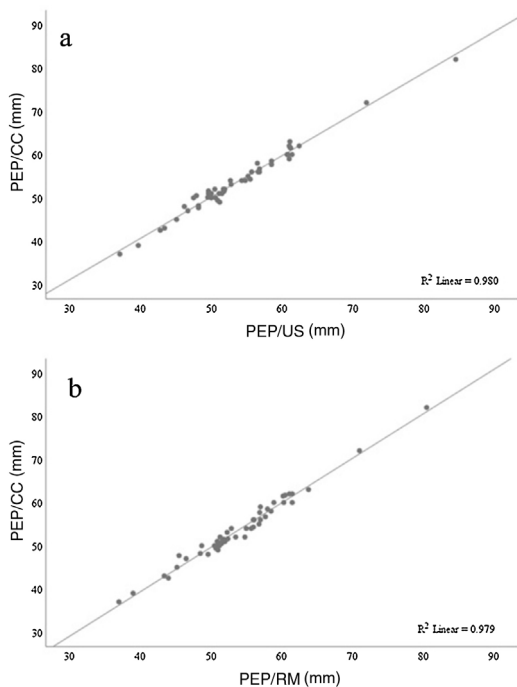 a
90
80
70
60
50
40
30
PEP/CC (mm)
R² Linear = 0.980
30 40 50 60 70 80 90
PEP/US (mm)
b
90
80
70
60
50
40
30
PEP/CC (mm)
R² Linear = 0.979
30 40 50 60 70 80 90
PEP/RM (mm)